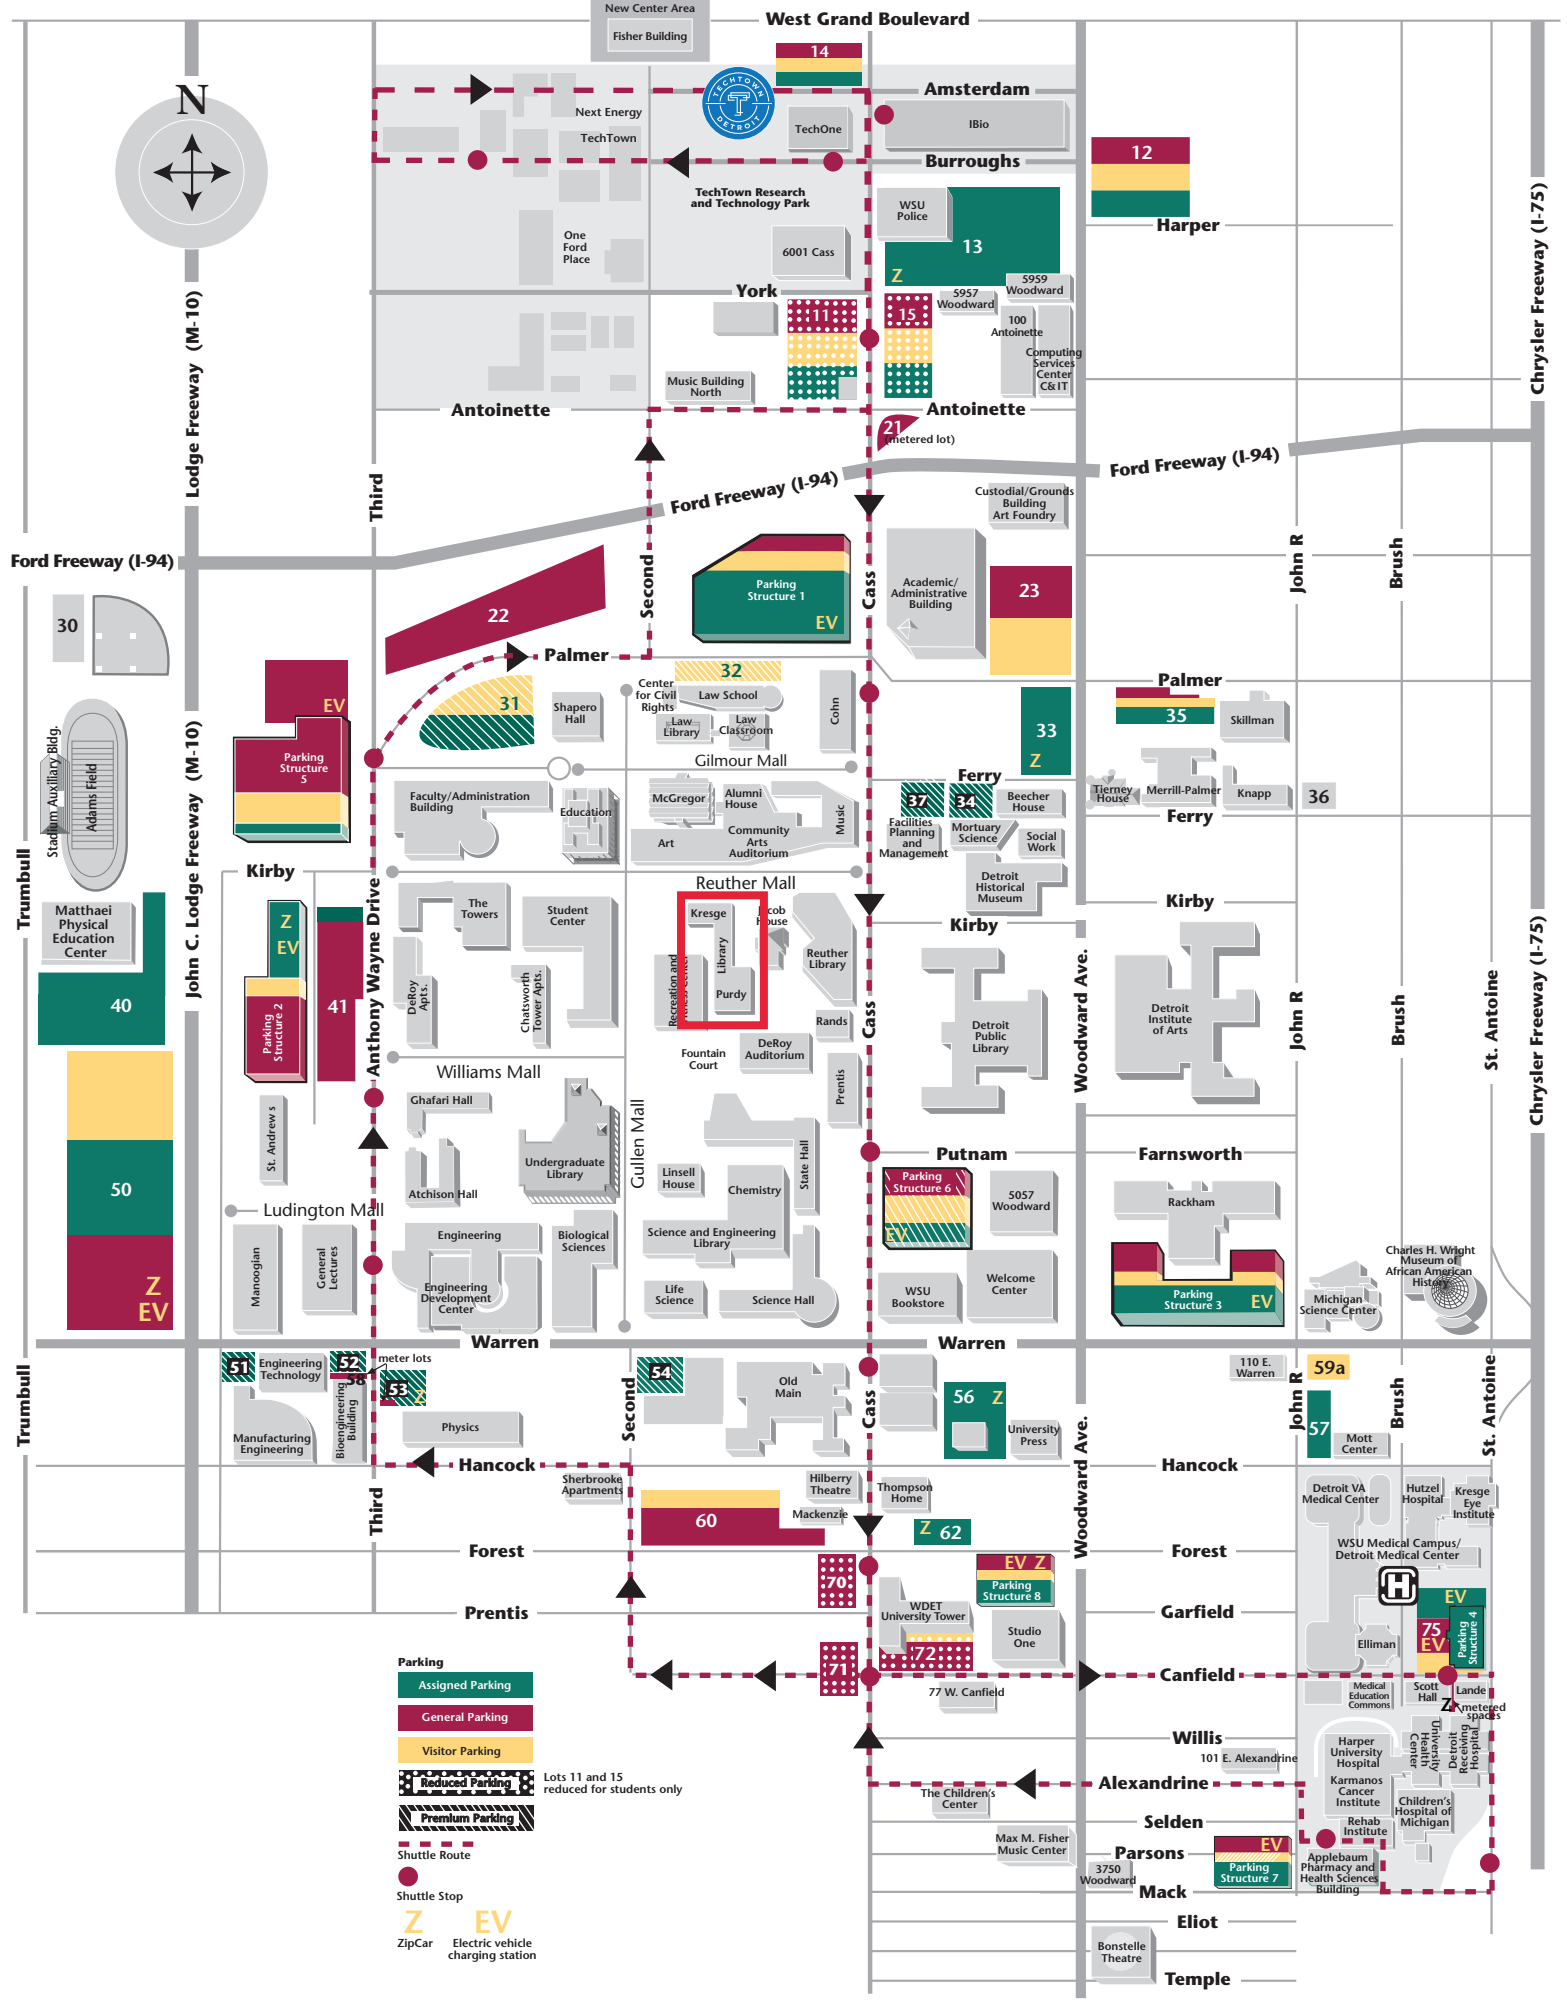 New Center Area
Fisher Building
West Grand Boulevard
14
N
TECHTOWN
T
DETROIT
Amsterdam
Next Energy
TechTown
TechOne
IBio
Burroughs
12
TechTown Research
and Technology Park
WSU
Police
13
Z
Harper
One
Ford
Place
6001 Cass
York
5957
Woodward
5959
Woodward
11
15
100
Antoinette
Computing
Services
Center
C&IT
Music Building
North
Antoinette
Antoinette
21
(metered lot)
Lodge Freeway (M-10)
Chrysler Freeway (I-75)
Third
Ford Freeway (I-94)
Ford Freeway (I-94)
Ford Freeway (I-94)
Custodial/Grounds
Building
Art Foundry
Second
Cass
John R
Brush
Parking
Structure 1
EV
Academic/
Administrative
Building
23
30
22
Palmer
Palmer
32
Center
for Civil
Rights
Law School
Law
Library
Law
Classroom
Cohn
31
Shapero
Hall
33
Z
35
Skillman
EV
Parking
Structure
5
Stadium Auxiliary Bldg.
Adams Field
John C. Lodge Freeway (M-10)
Gilmour Mall
Ferry
Faculty/Administration
Building
Education
McGregor
Alumni
House
Music
Art
Community
Arts
Auditorium
37
34
Beecher
House
Facilities
Planning
and
Management
Mortuary
Science
Social
Work
Tierney
House
Merrill-Palmer
Knapp
36
Ferry
Detroit
Historical
Museum
Trumbull
Kirby
Reuther Mall
Kirby
Kirby
Matthaei
Physical
Education
Center
40
Z
EV
Parking
Structure 2
41
Anthony Wayne Drive
The
Towers
Student
Center
DeRoy
Apts.
Chatsworth
Tower Apts.
Kresge
Library
Purdy
Jacob
House
Recreation and
Fitness Center
Reuther
Library
Rands
DeRoy
Auditorium
Fountain
Court
Prentis
Cass
Detroit
Public
Library
Woodward Ave.
Detroit
Institute
of Arts
John R
Brush
St. Antoine
Chrysler Freeway (I-75)
Williams Mall
Ghafari Hall
St. Andrew s
Atchison Hall
Undergraduate
Library
Gullen Mall
Linsell
House
Chemistry
State Hall
Putnam
Farnsworth
50
Z
EV
Ludington Mall
Parking
Structure 6
EV
5057
Woodward
Rackham
Manoogian
General
Lectures
Engineering
Engineering
Development
Center
Biological
Sciences
Science and Engineering
Library
Life
Science
Science Hall
WSU
Bookstore
Welcome
Center
Parking
Structure 3
EV
Michigan
Science Center
Charles H. Wright
Museum of
African American
History
Warren
Warren
51
Engineering
Technology
52
58
meter lots
53
Z
54
Old
Main
56
Z
University
Press
110 E.
Warren
59a
57
Mott
Center
Trumbull
Manufacturing
Engineering
Bioengineering
Building
Physics
Second
Cass
Woodward Ave.
John R
Brush
St. Antoine
Hancock
Hancock
Sherbrooke
Apartments
Third
60
Hilberry
Theatre
Mackenzie
Thompson
Home
Z 62
Detroit VA
Medical Center
Hutzel
Hospital
Kresge
Eye
Institute
WSU Medical Campus/
Detroit Medical Center
Forest
Forest
70
EV Z
Parking
Structure 8
H
EV
75
EV
Parking
Structure 4
Prentis
Garfield
WDET
University Tower
Studio
One
Elliman
71
72
Canfield
77 W. Canfield
Medical
Education
Commons
Scott
Hall
Lande
Z
metered
spaces
Willis
101 E. Alexandrine
Harper
University
Hospital
University
Health
Center
Detroit
Receiving
Hospital
Karmanos
Cancer
Institute
Children's
Hospital of
Michigan
Alexandrine
The Children's
Center
Selden
Rehab
Institute
Max M. Fisher
Music Center
Parsons
EV
Parking
Structure 7
Applebaum
Pharmacy and
Health Sciences
Building
3750
Woodward
Mack
Eliot
Bonstelle
Theatre
Temple
Parking
Assigned Parking
General Parking
Visitor Parking
Reduced Parking
Lots 11 and 15
reduced for students only
Premium Parking
Shuttle Route
Shuttle Stop
Z
ZipCar
EV
Electric vehicle
charging station